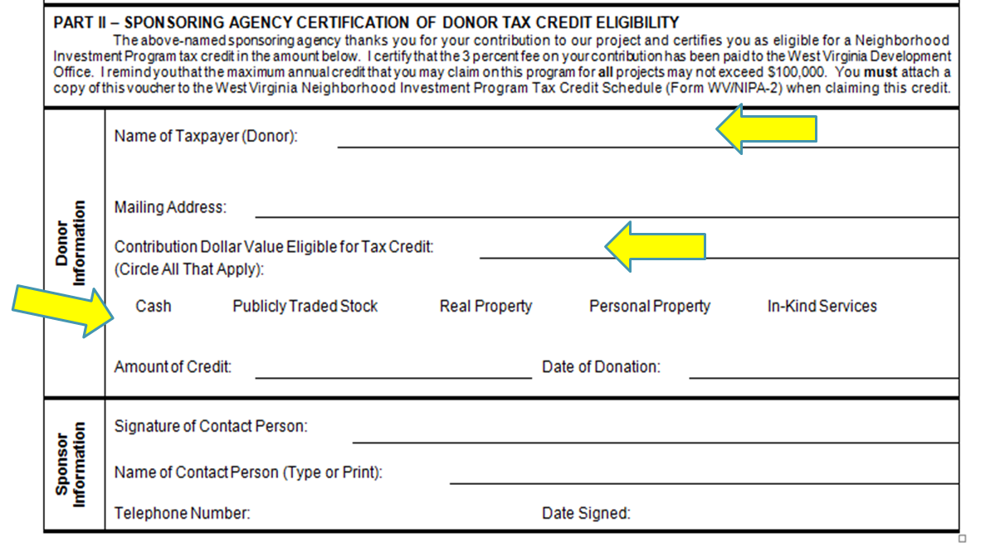 PART II – SPONSORING AGENCY CERTIFICATION OF DONOR TAX CREDIT ELIGIBILITY
The above-named sponsoring agency thanks you for your contribution to our project and certifies you as eligible for a Neighborhood
Investment Program tax credit in the amount below. I certify that the 3 percent fee on your contribution has been paid to the West Virginia Development
Office. I remind you that the maximum annual credit that you may claim on this program for all projects may not exceed $100,000. You must attach a
copy of this voucher to the West Virginia Neighborhood Investment Program Tax Credit Schedule (Form WV/NIPA-2) when claiming this credit.
Donor
Information
Name of Taxpayer (Donor):
Mailing Address:
Contribution Dollar Value Eligible for Tax Credit:
(Circle All That Apply):
Cash Publicly Traded Stock Real Property Personal Property In-Kind Services
Amount of Credit: Date of Donation:
Sponsor
Information
Signature of Contact Person:
Name of Contact Person (Type or Print):
Telephone Number: Date Signed: